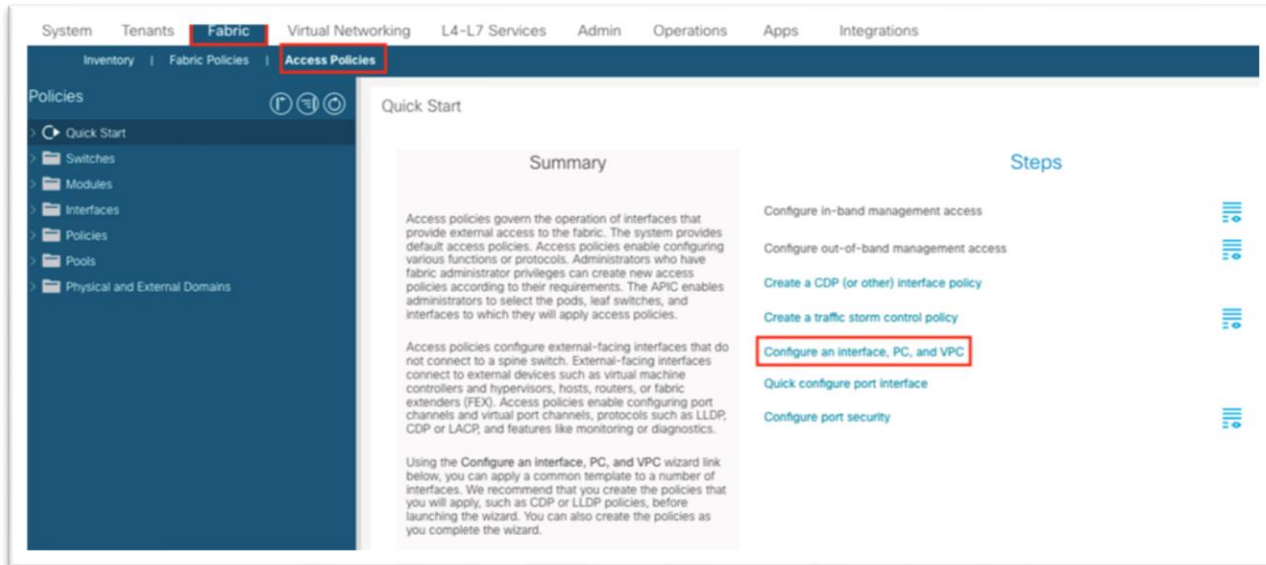 System Tenants Fabric Virtual Networking L4-L7 Services Admin Operations Apps Integrations
Inventory | Fabric Policies | Access Policies
Policies
Quick Start
Switches
Modules
Interfaces
Policies
Pools
Physical and External Domains
Quick Start
Summary
Access policies govern the operation of interfaces that
provide external access to the fabric. The system provides
default access policies. Access policies enable configuring
various functions or protocols. Administrators who have
fabric administrator privileges can create new access
policies according to their requirements. The APIC enables
administrators to select the pods, leaf switches, and
interfaces to which they will apply access policies.
Access policies configure external-facing interfaces that do
not connect to a spine switch. External-facing interfaces
connect to external devices such as virtual machine
controllers and hypervisors, hosts, routers, or fabric
extenders (FEX). Access policies enable configuring port
channels and virtual port channels, protocols such as LLDP,
CDP or LACP, and features like monitoring or diagnostics.
Using the Configure an interface, PC, and VPC wizard link
below, you can apply a common template to a number of
interfaces. We recommend that you create the policies that
you will apply, such as CDP or LLDP policies, before
launching the wizard. You can also create the policies as
you complete the wizard.
Steps
Configure in-band management access
Configure out-of-band management access
Create a CDP (or other) interface policy
Create a traffic storm control policy
Configure an interface, PC, and VPC
Quick configure port interface
Configure port security